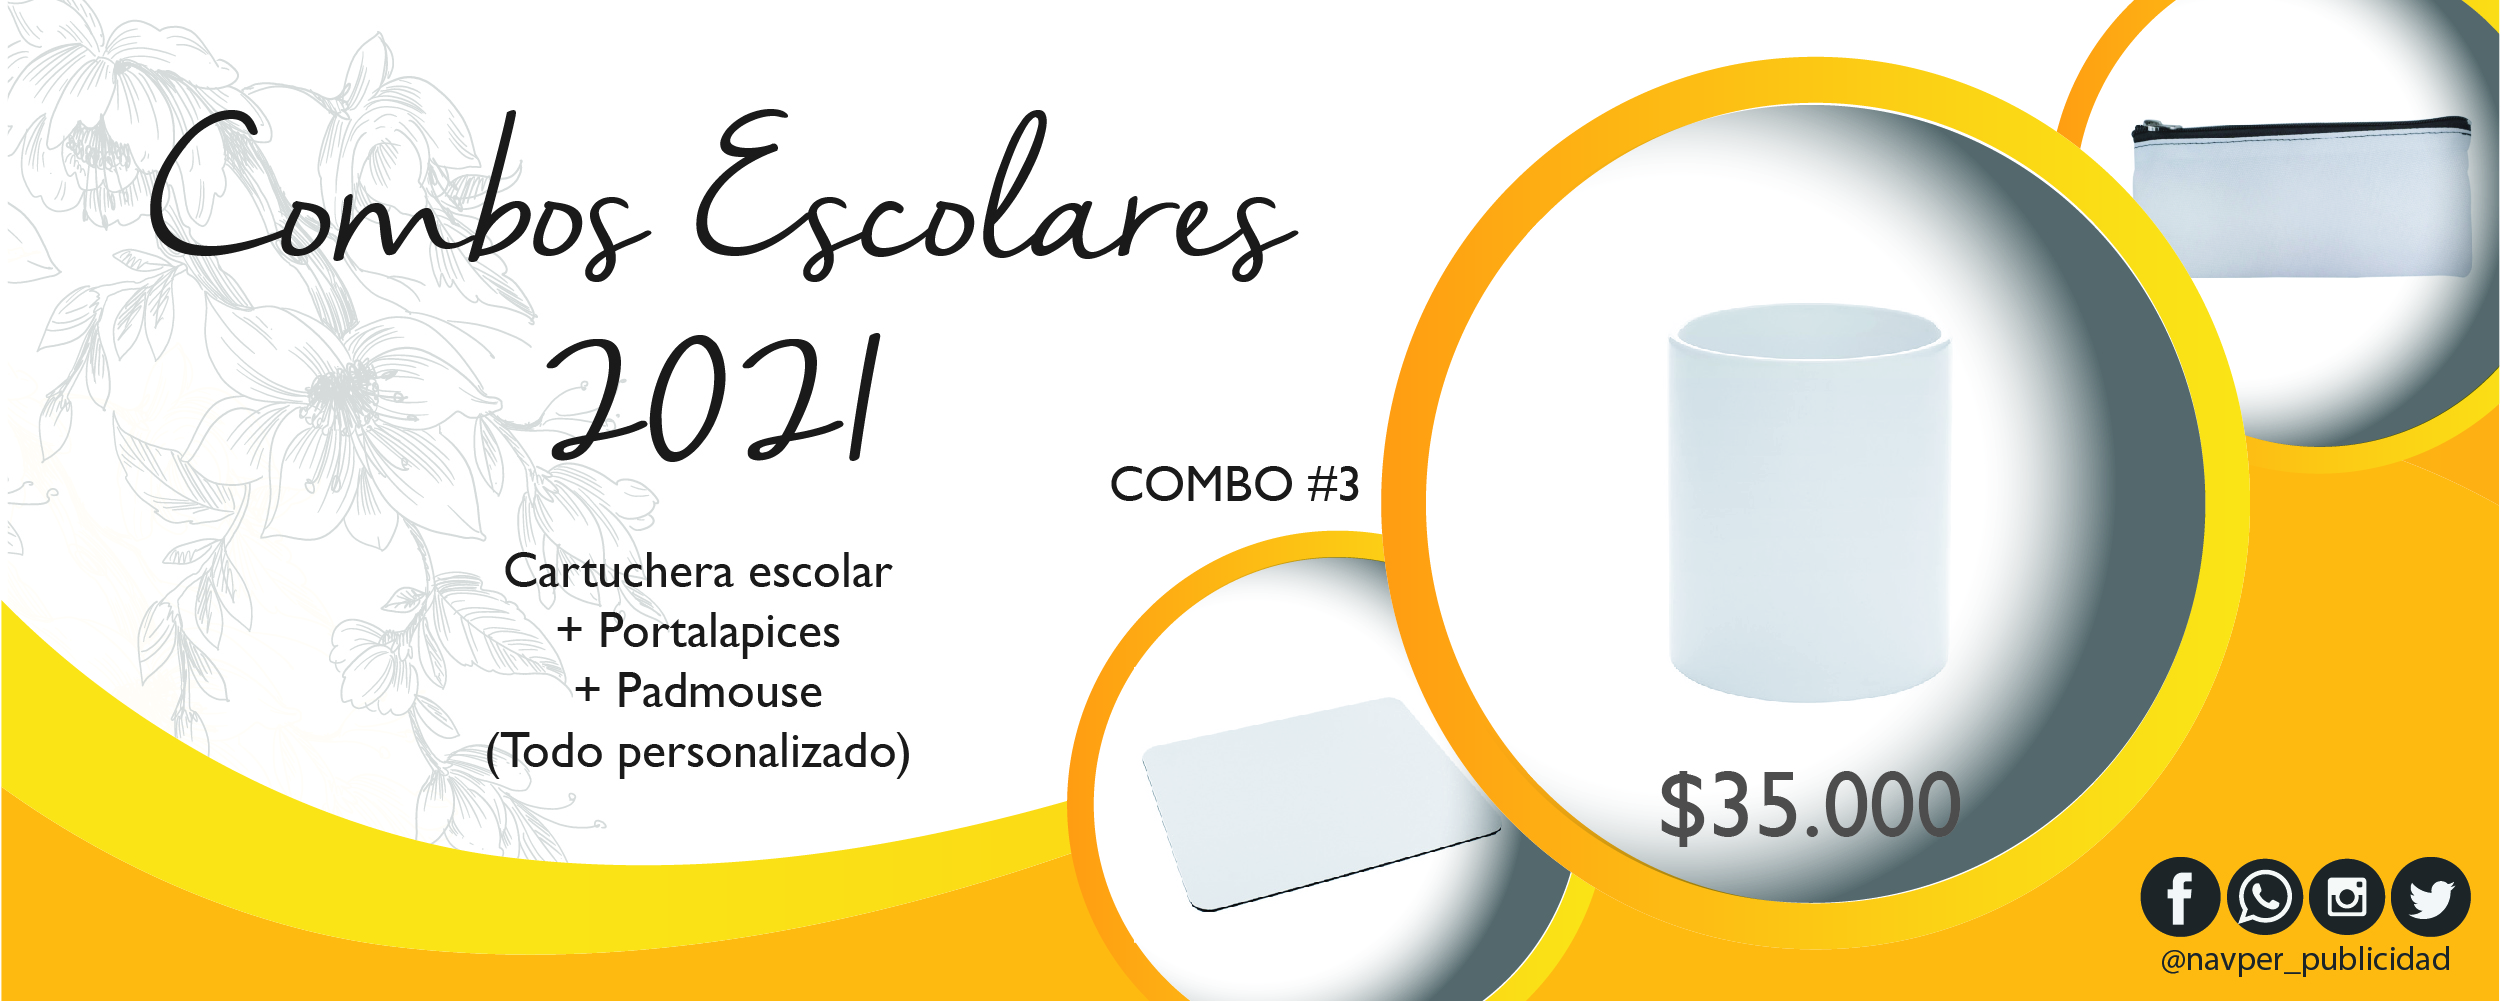 Combos Escolares
2021
COMBO #3
Cartuchera escolar
+ Portalapices
+ Padmouse
(Todo personalizado)
$35.000
@navper_publicidad